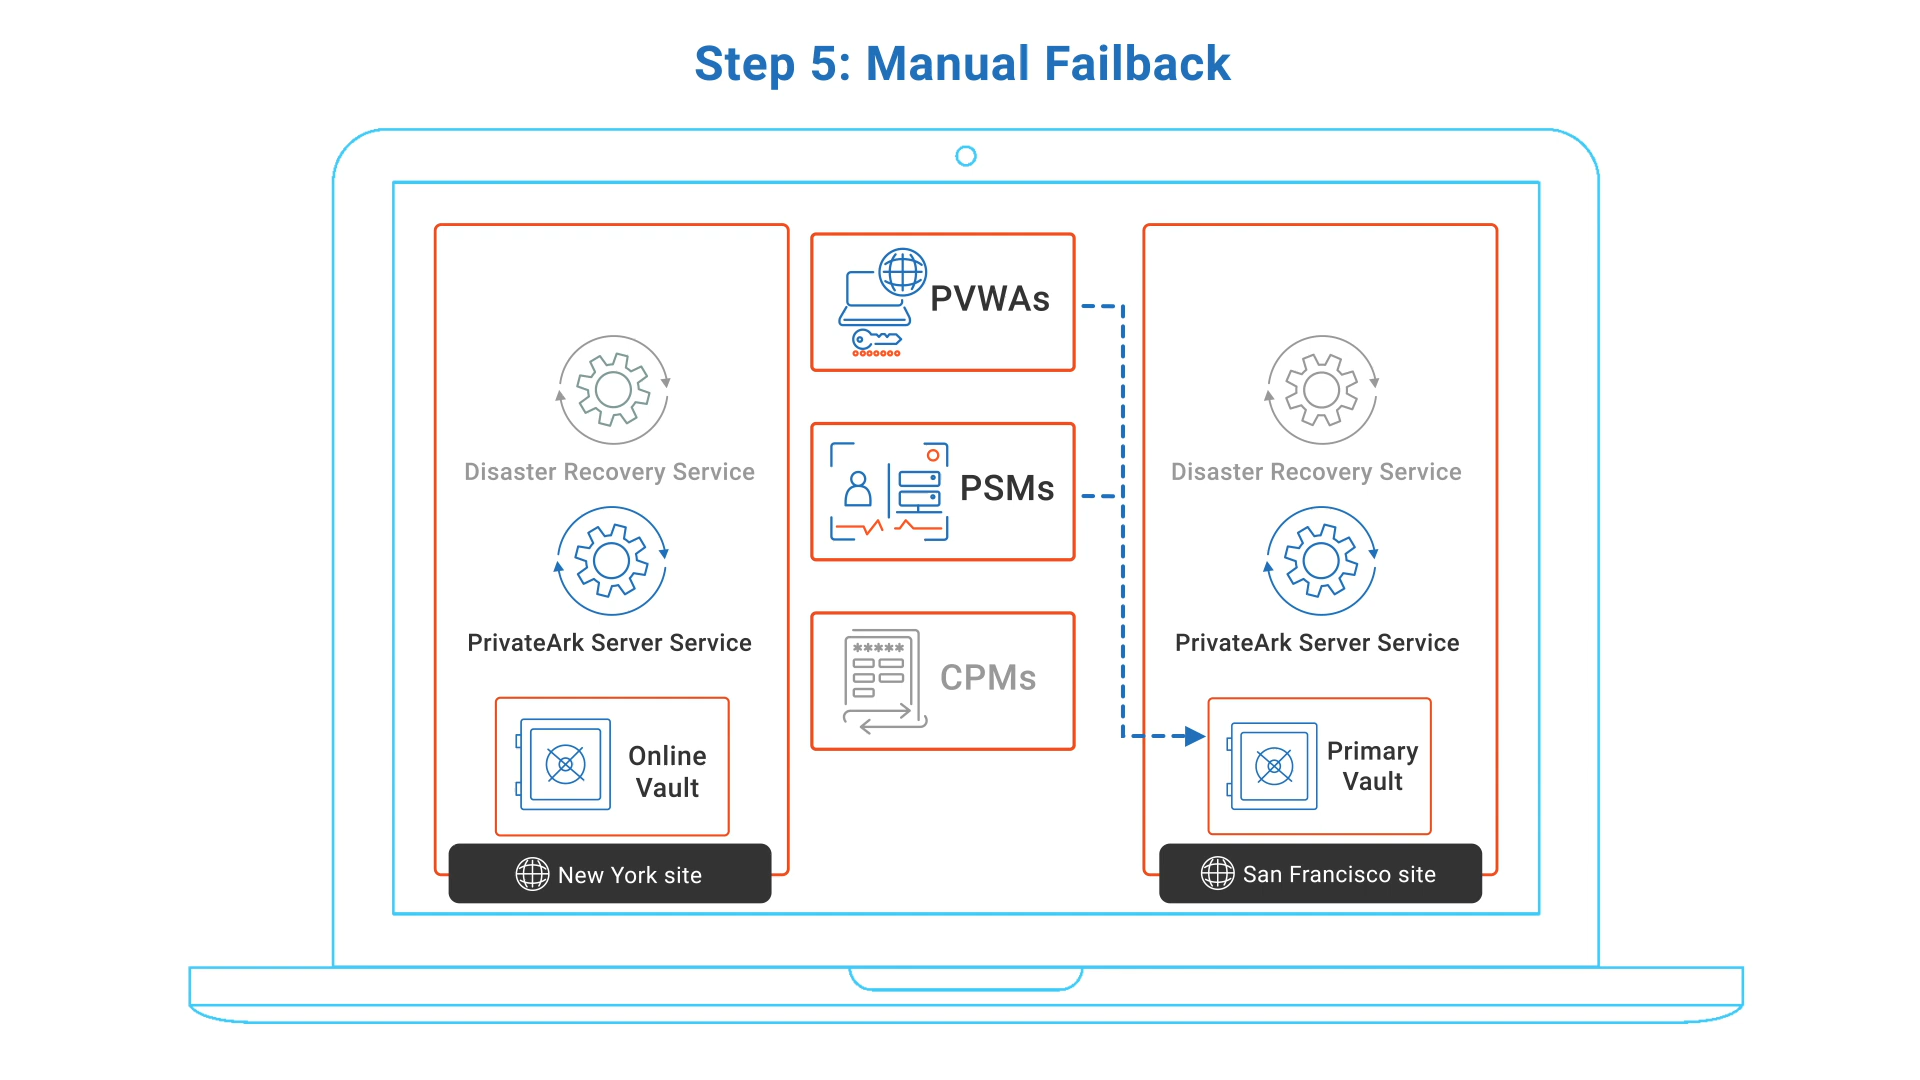 Step 5: Manual Failback
Disaster Recovery Service
PrivateArk Server Service
Online
Vault
New York site
PVWAs
PSMs
*****
CPMs
Disaster Recovery Service
PrivateArk Server Service
Primary
Vault
San Francisco site